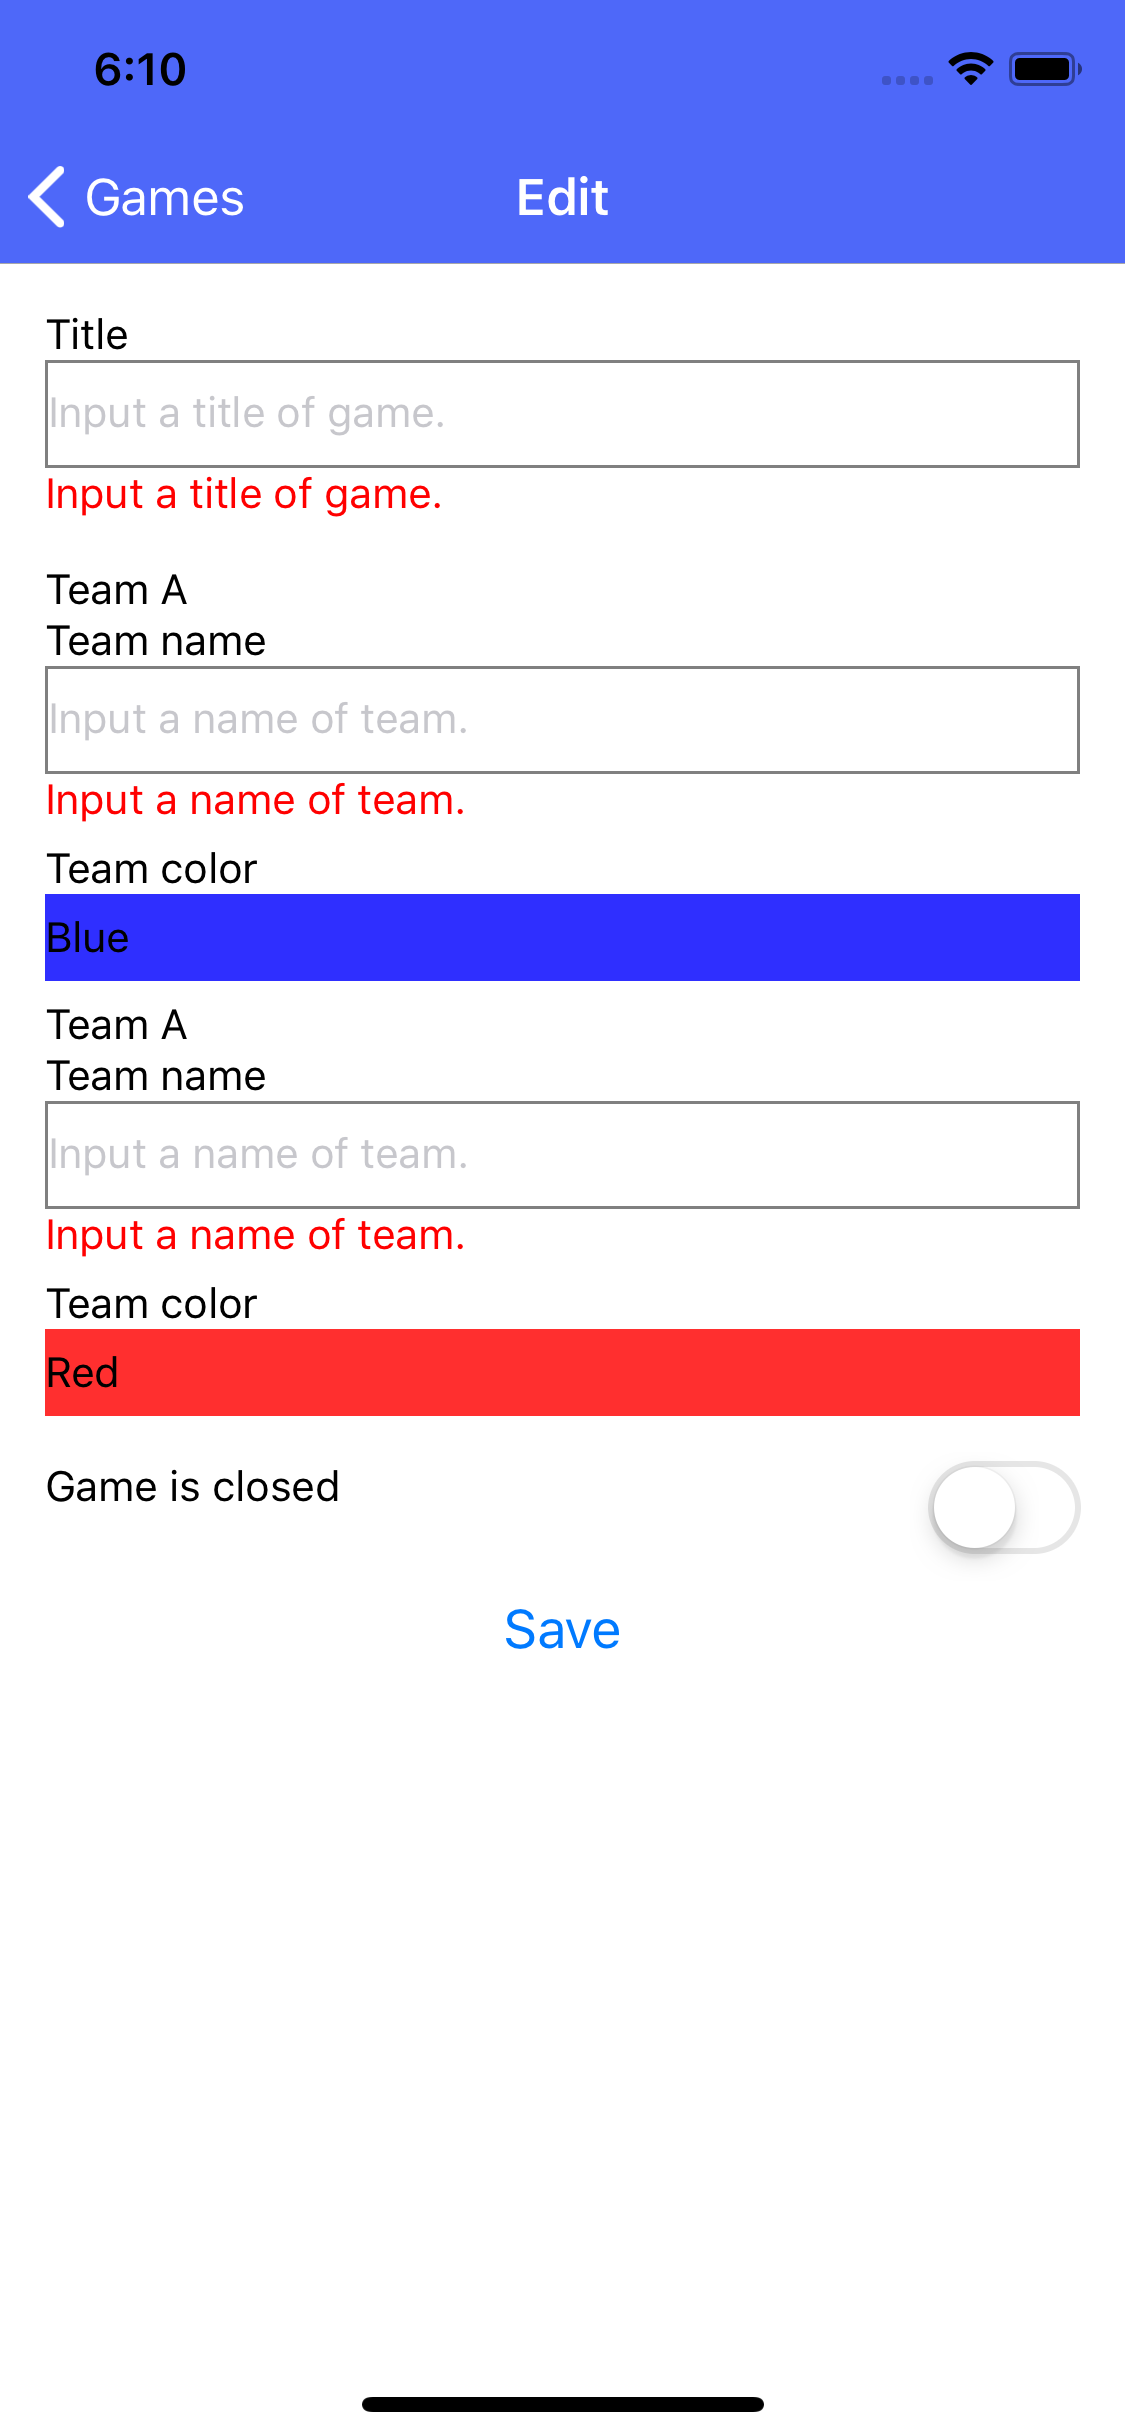 6:10
Games
Edit
Title
Input a title of game.
Input a title of game.
Team A
Team name
Input a name of team.
Input a name of team.
Team color
Blue
Team A
Team name
Input a name of team.
Input a name of team.
Team color
Red
Game is closed
Save